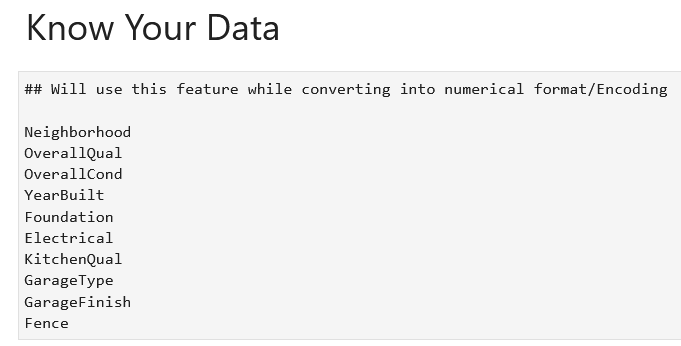 Know Your Data
## Will use this feature while converting into numerical format/Encoding
Neighborhood
OverallQual
OverallCond
YearBuilt
Foundation
Electrical
KitchenQual
GarageType
GarageFinish
Fence